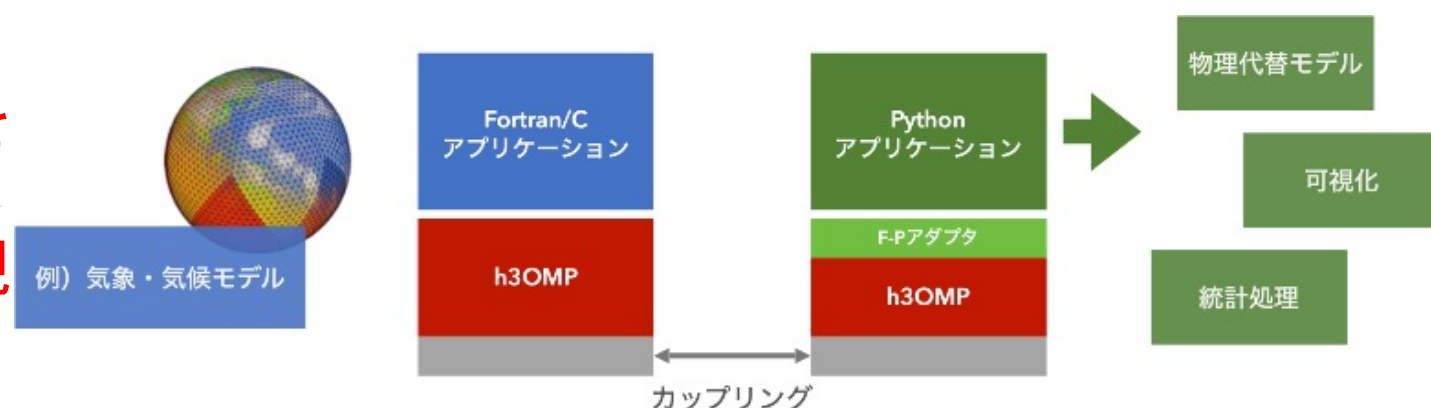 例）気象・気候モデル
Fortran/C
アプリケーション
h3OMP
カップリング
Python
アプリケーション
F-Pアダプタ
h3OMP
物理代替モデル
可視化
統計処理